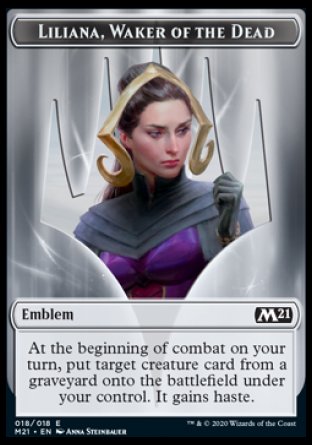 Liliana, Waker of the Dead
Emblem
M21
At the beginning of combat on your
turn, put target creature card from a
graveyard onto the battlefield under
your control. It gains haste.
018/018 E
M21 • EN Anna Steinbauer
™ & © 2020 Wizards of the Coast